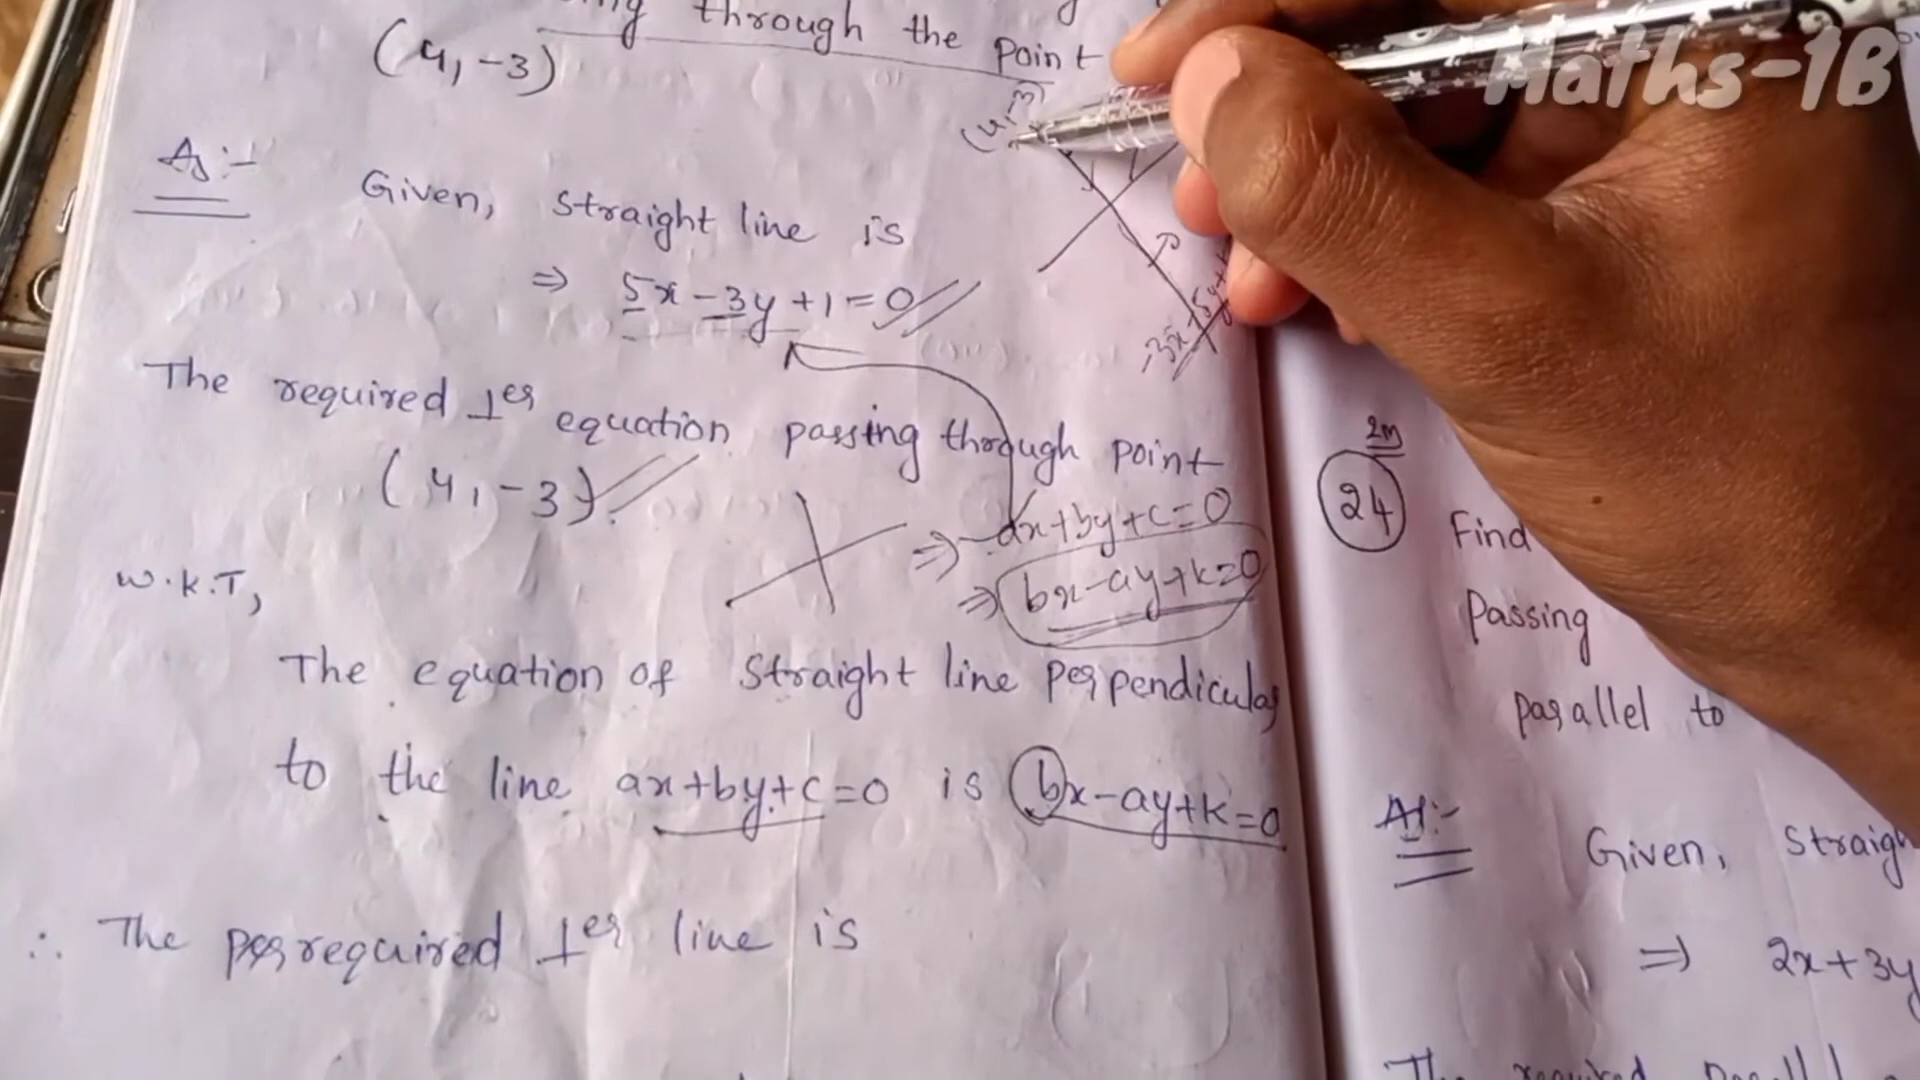 through the point
(4, -3)
Maths-1B
As :-
Given, straight line is
⇒ 5x - 3y + 1 = 0
The required ⊥er equation passing through point
(4, -3).
⇒ ax+by+c=0
⇒ bx-ay+k=0
w.k.T,
The equation of straight line perpendicular
to the line ax+by+c=0 is bx-ay+k=0
∴ The required ⊥er line is
2m
24
Find
passing
parallel to
As:-
Given,
⇒ 2x+3y